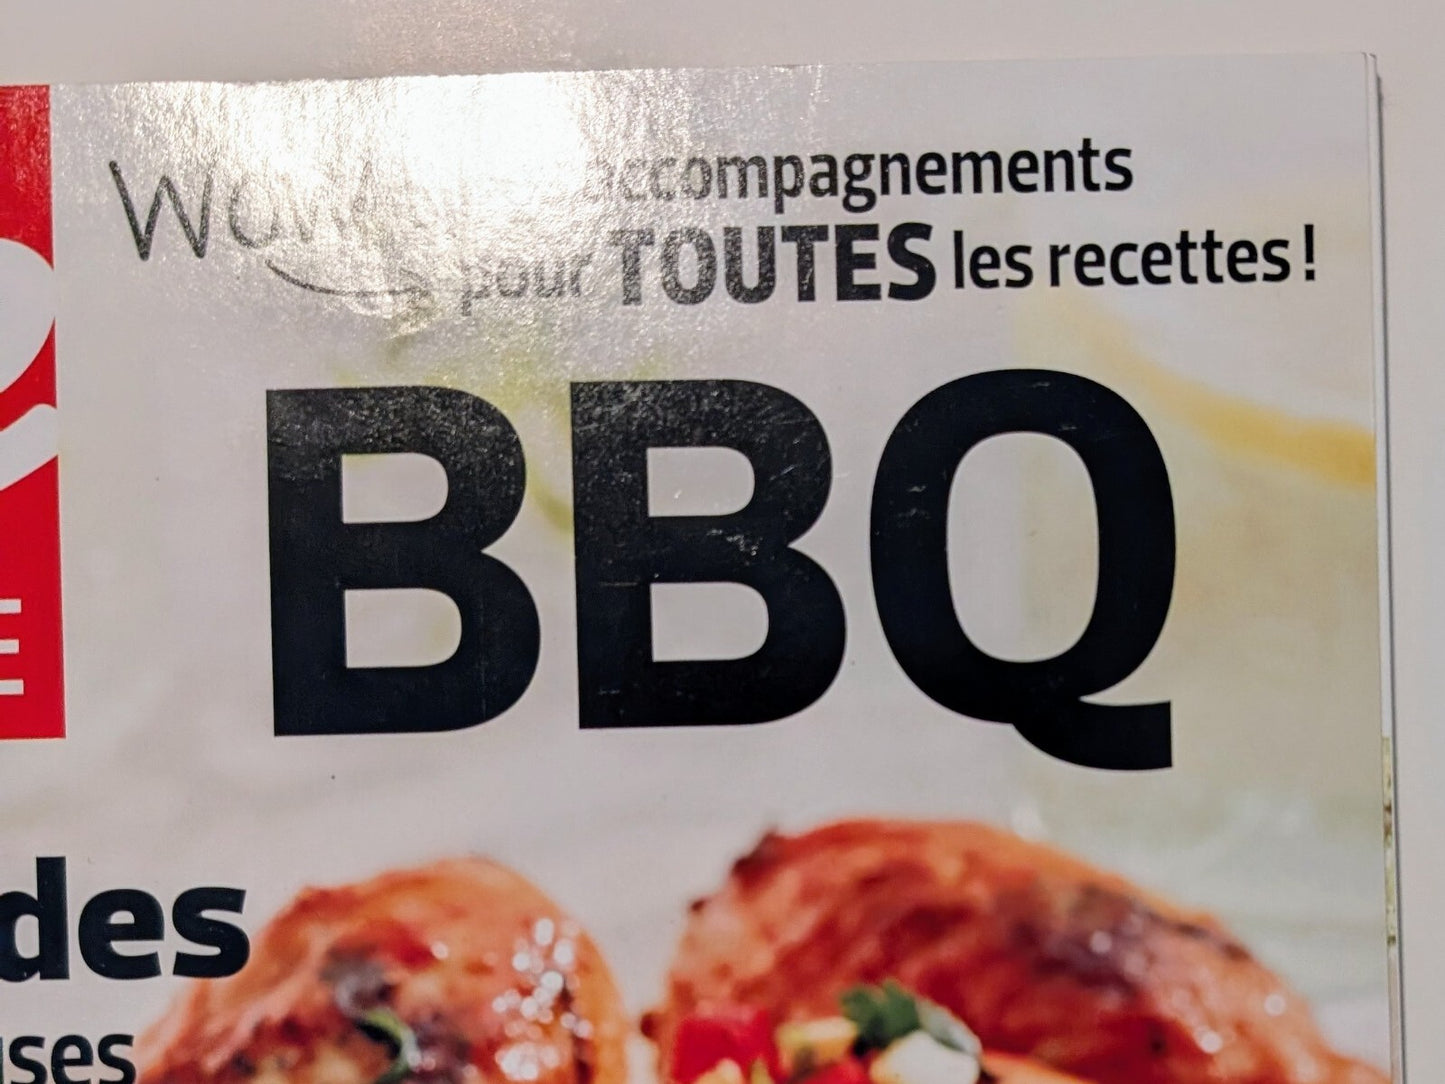 accompagnements
pour TOUTES les recettes !
BBQ
des